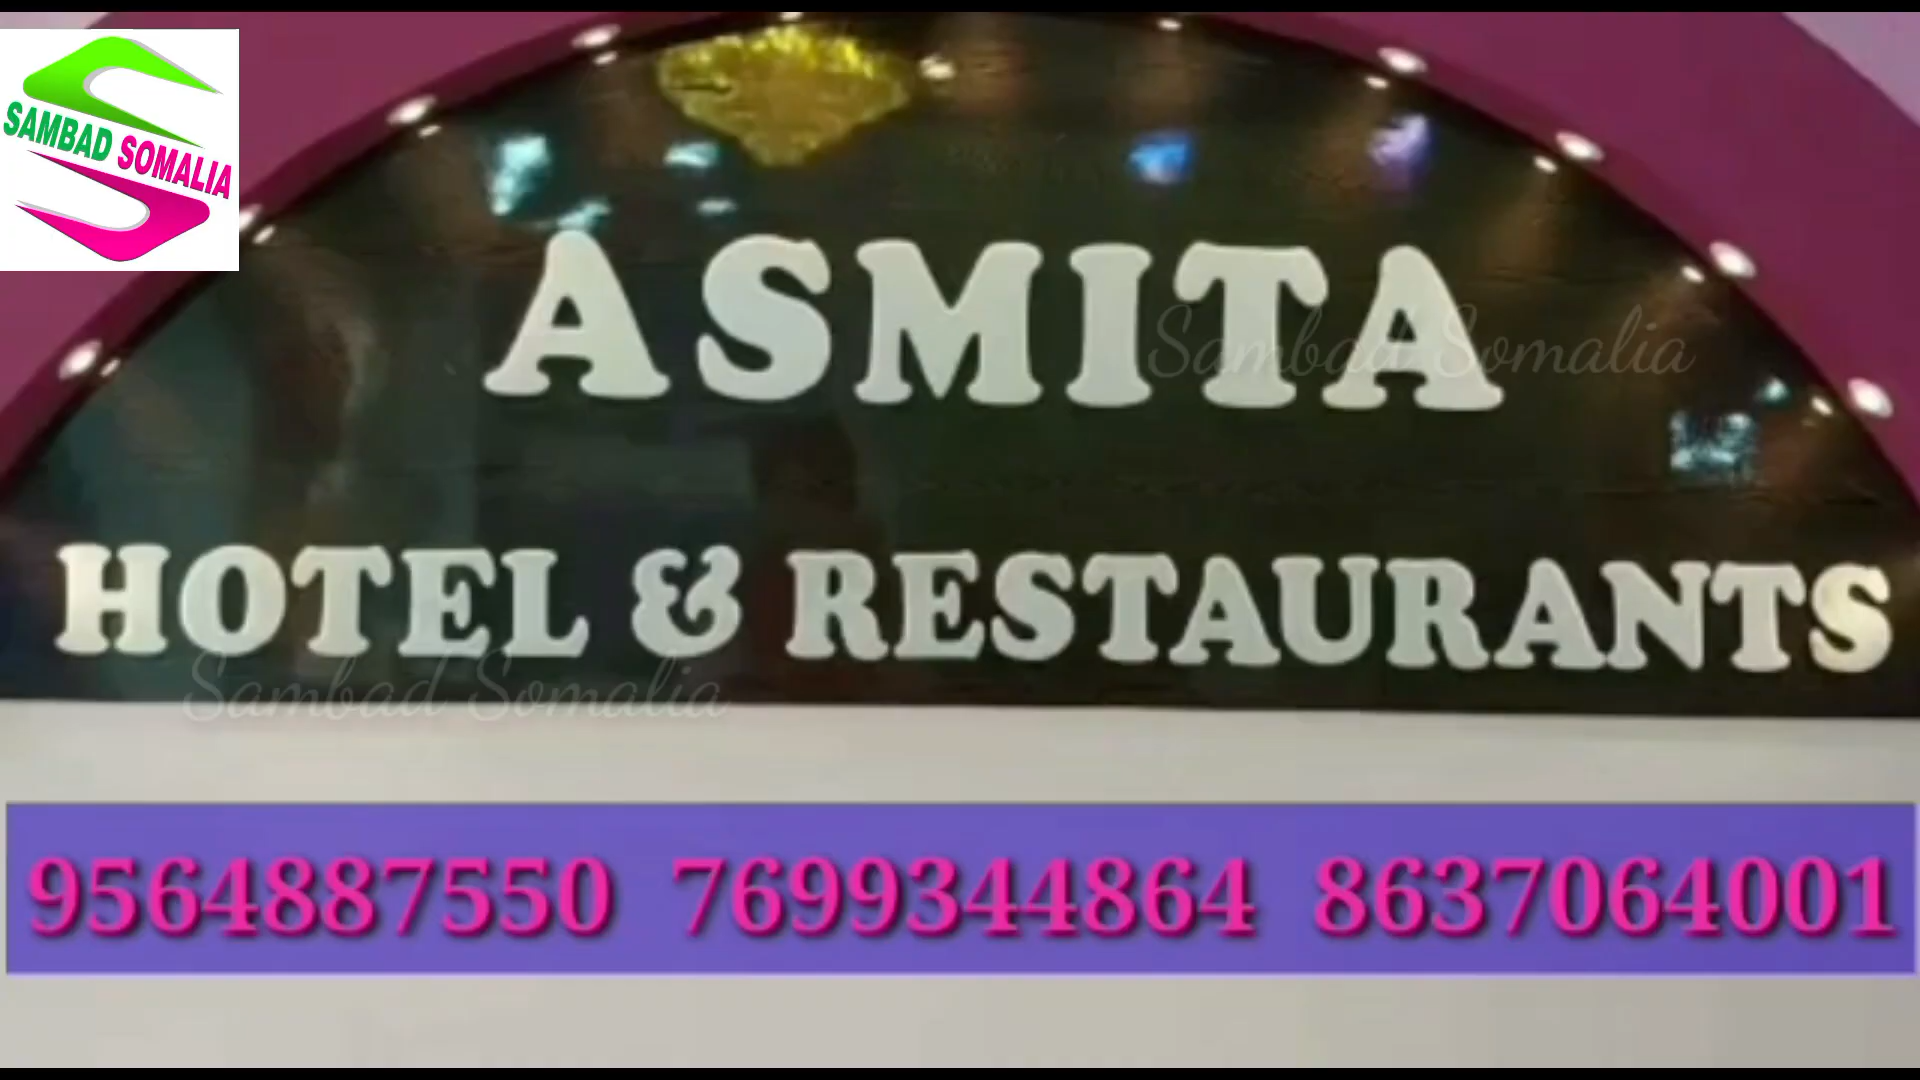 SAMBAD SOMALIA
ASMITA
Sambad Somalia
HOTEL & RESTAURANTS
Sambad Somalia
9564887550 7699344864 8637064001